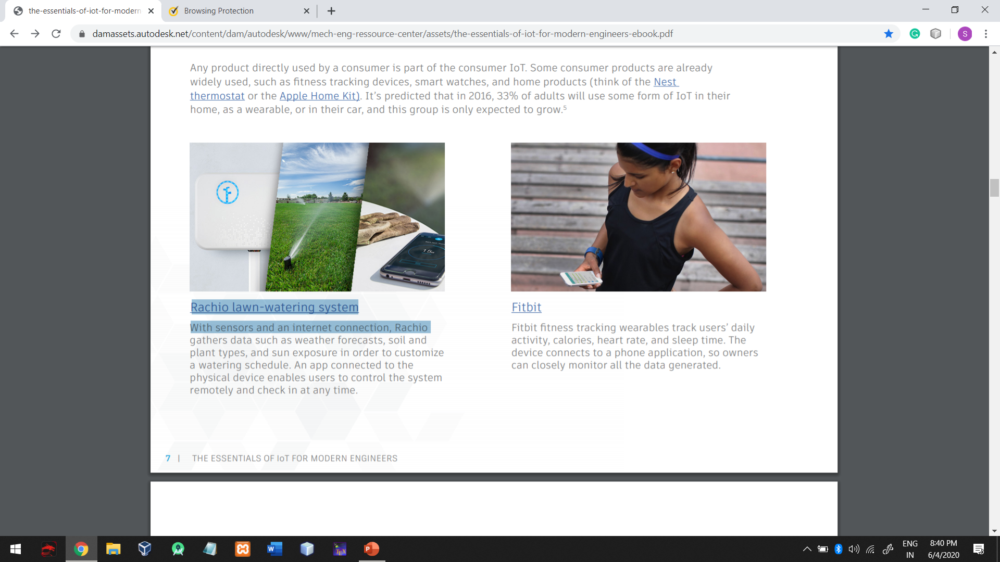 the-essentials-of-iot-for-modern
Browsing Protection
damassets.autodesk.net/content/dam/autodesk/www/mech-eng-ressource-center/assets/the-essentials-of-iot-for-modern-engineers-ebook.pdf
S
Any product directly used by a consumer is part of the consumer IoT. Some consumer products are already
widely used, such as fitness tracking devices, smart watches, and home products (think of the Nest
thermostat or the Apple Home Kit). It’s predicted that in 2016, 33% of adults will use some form of IoT in their
home, as a wearable, or in their car, and this group is only expected to grow.5
Rachio lawn-watering system
With sensors and an internet connection, Rachio
gathers data such as weather forecasts, soil and
plant types, and sun exposure in order to customize
a watering schedule. An app connected to the
physical device enables users to control the system
remotely and check in at any time.
Fitbit
Fitbit fitness tracking wearables track users’ daily
activity, calories, heart rate, and sleep time. The
device connects to a phone application, so owners
can closely monitor all the data generated.
7 | THE ESSENTIALS OF IoT FOR MODERN ENGINEERS
ENG
IN
8:40 PM
6/4/2020